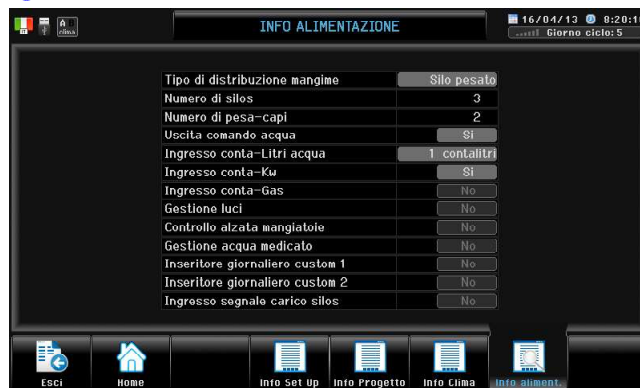 A
clima
INFO ALIMENTAZIONE
16/04/13 8:20:1
Giorno ciclo: 5
Tipo di distribuzione mangime Silo pesato
Numero di silos 3
Numero di pesa-capi 2
Uscita comando acqua Si
Ingresso conta-Litri acqua 1 contalitri
Ingresso conta-Kw Si
Ingresso conta-Gas No
Gestione luci No
Controllo alzata mangiatoie No
Gestione acqua medicato No
Inseritore giornaliero custom 1 No
Inseritore giornaliero custom 2 No
Ingresso segnale carico silos No
Esci Home Info Set Up Info Progetto Info Clima Info aliment.